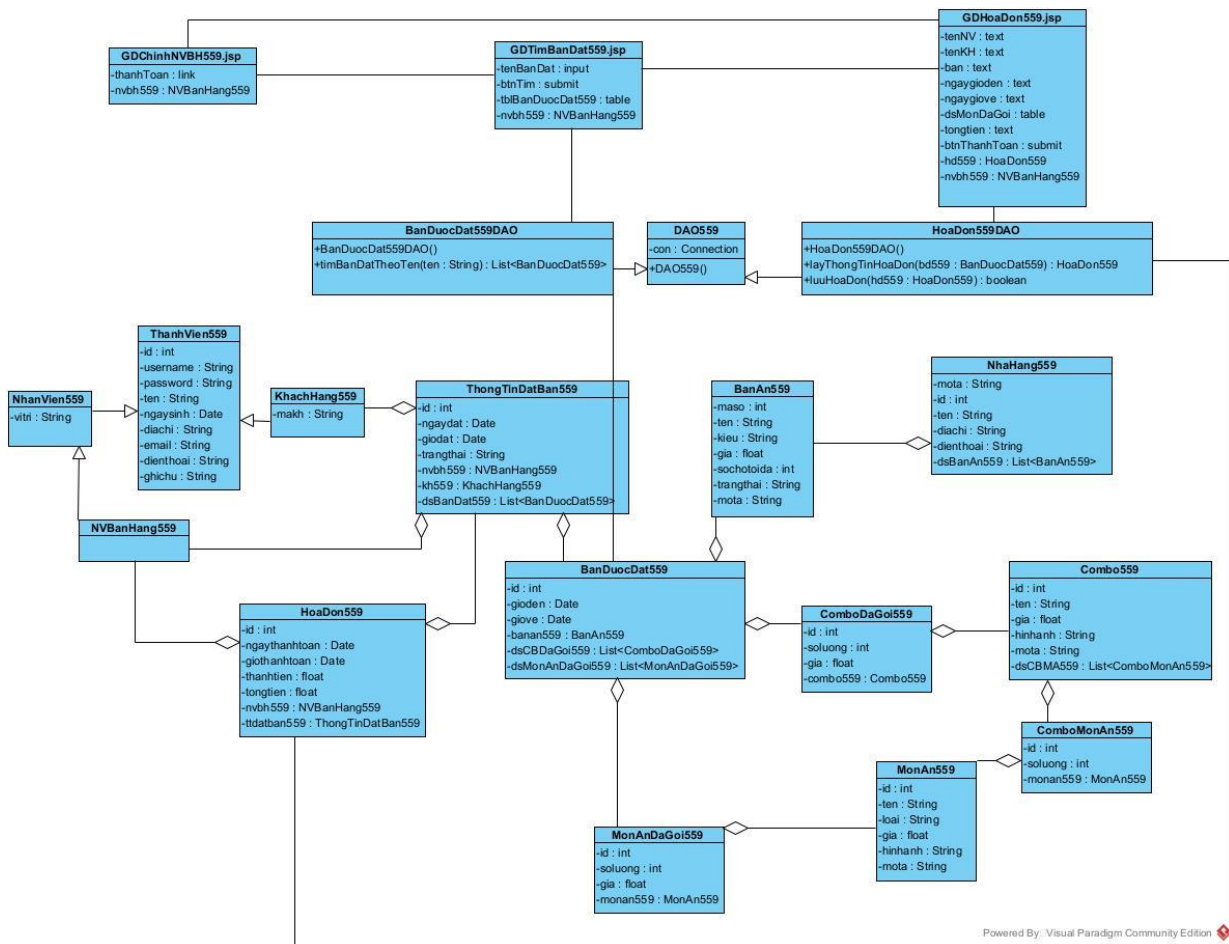 GDChinhNVBH559.jsp
-thanhToan : link
-nvbh559 : NVBanHang559
GDTimBanDat559.jsp
-tenBanDat : input
-btnTim : submit
-tblBanDuocDat559 : table
-nvbh559 : NVBanHang559
GDHoaDon559.jsp
-tenNV : text
-tenKH : text
-ban : text
-ngaygioden : text
-ngaygiove : text
-dsMonDaGoi : table
-tongtien : text
-btnThanhToan : submit
-hd559 : HoaDon559
-nvbh559 : NVBanHang559
BanDuocDat559DAO
+BanDuocDat559DAO()
+timBanDatTheoTen(ten : String) : List<BanDuocDat559>
DAO559
-con : Connection
+DAO559()
HoaDon559DAO
+HoaDon559DAO()
+layThongTinHoaDon(bd559 : BanDuocDat559) : HoaDon559
+luuHoaDon(hd559 : HoaDon559) : boolean
NhanVien559
-vitri : String
ThanhVien559
-id : int
-username : String
-password : String
-ten : String
-ngaysinh : Date
-diachi : String
-email : String
-dienthoai : String
-ghichu : String
KhachHang559
-makh : String
ThongTinDatBan559
-id : int
-ngaydat : Date
-giodat : Date
-trangthai : String
-nvbh559 : NVBanHang559
-kh559 : KhachHang559
-dsBanDat559 : List<BanDuocDat559>
BanAn559
-maso : int
-ten : String
-kieu : String
-gia : float
-sochotoida : int
-trangthai : String
-mota : String
NhaHang559
-mota : String
-id : int
-ten : String
-diachi : String
-dienthoai : String
-dsBanAn559 : List<BanAn559>
NVBanHang559
HoaDon559
-id : int
-ngaythanhtoan : Date
-giothanhtoan : Date
-thanhtien : float
-tongtien : float
-nvbh559 : NVBanHang559
-ttdatban559 : ThongTinDatBan559
BanDuocDat559
-id : int
-gioden : Date
-giove : Date
-banan559 : BanAn559
-dsCBDaGoi559 : List<ComboDaGoi559>
-dsMonAnDaGoi559 : List<MonAnDaGoi559>
ComboDaGoi559
-id : int
-soluong : int
-gia : float
-combo559 : Combo559
Combo559
-id : int
-ten : String
-gia : float
-hinhanh : String
-mota : String
-dsCBMA559 : List<ComboMonAn559>
ComboMonAn559
-id : int
-soluong : int
-monan559 : MonAn559
MonAn559
-id : int
-ten : String
-loai : String
-gia : float
-hinhanh : String
-mota : String
MonAnDaGoi559
-id : int
-soluong : int
-gia : float
-monan559 : MonAn559
Powered By: Visual Paradigm Community Edition